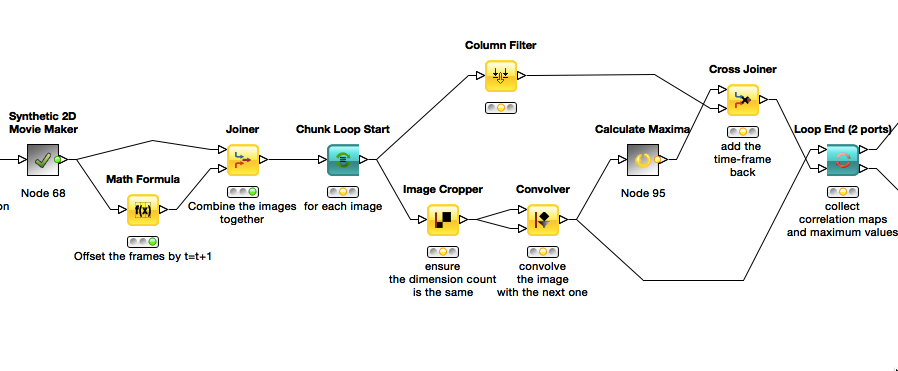 Column Filter
Cross Joiner
Synthetic 2D
Movie Maker
Joiner
Chunk Loop Start
Calculate Maxima
Loop End (2 ports)
add the
time-frame
back
Math Formula
Image Cropper
Convolver
Node 68
f(x)
on
Combine the images
together
for each image
Node 95
collect
correlation maps
and maximum values
Offset the frames by t=t+1
ensure
the dimension count
is the same
convolve
the image
with the next one